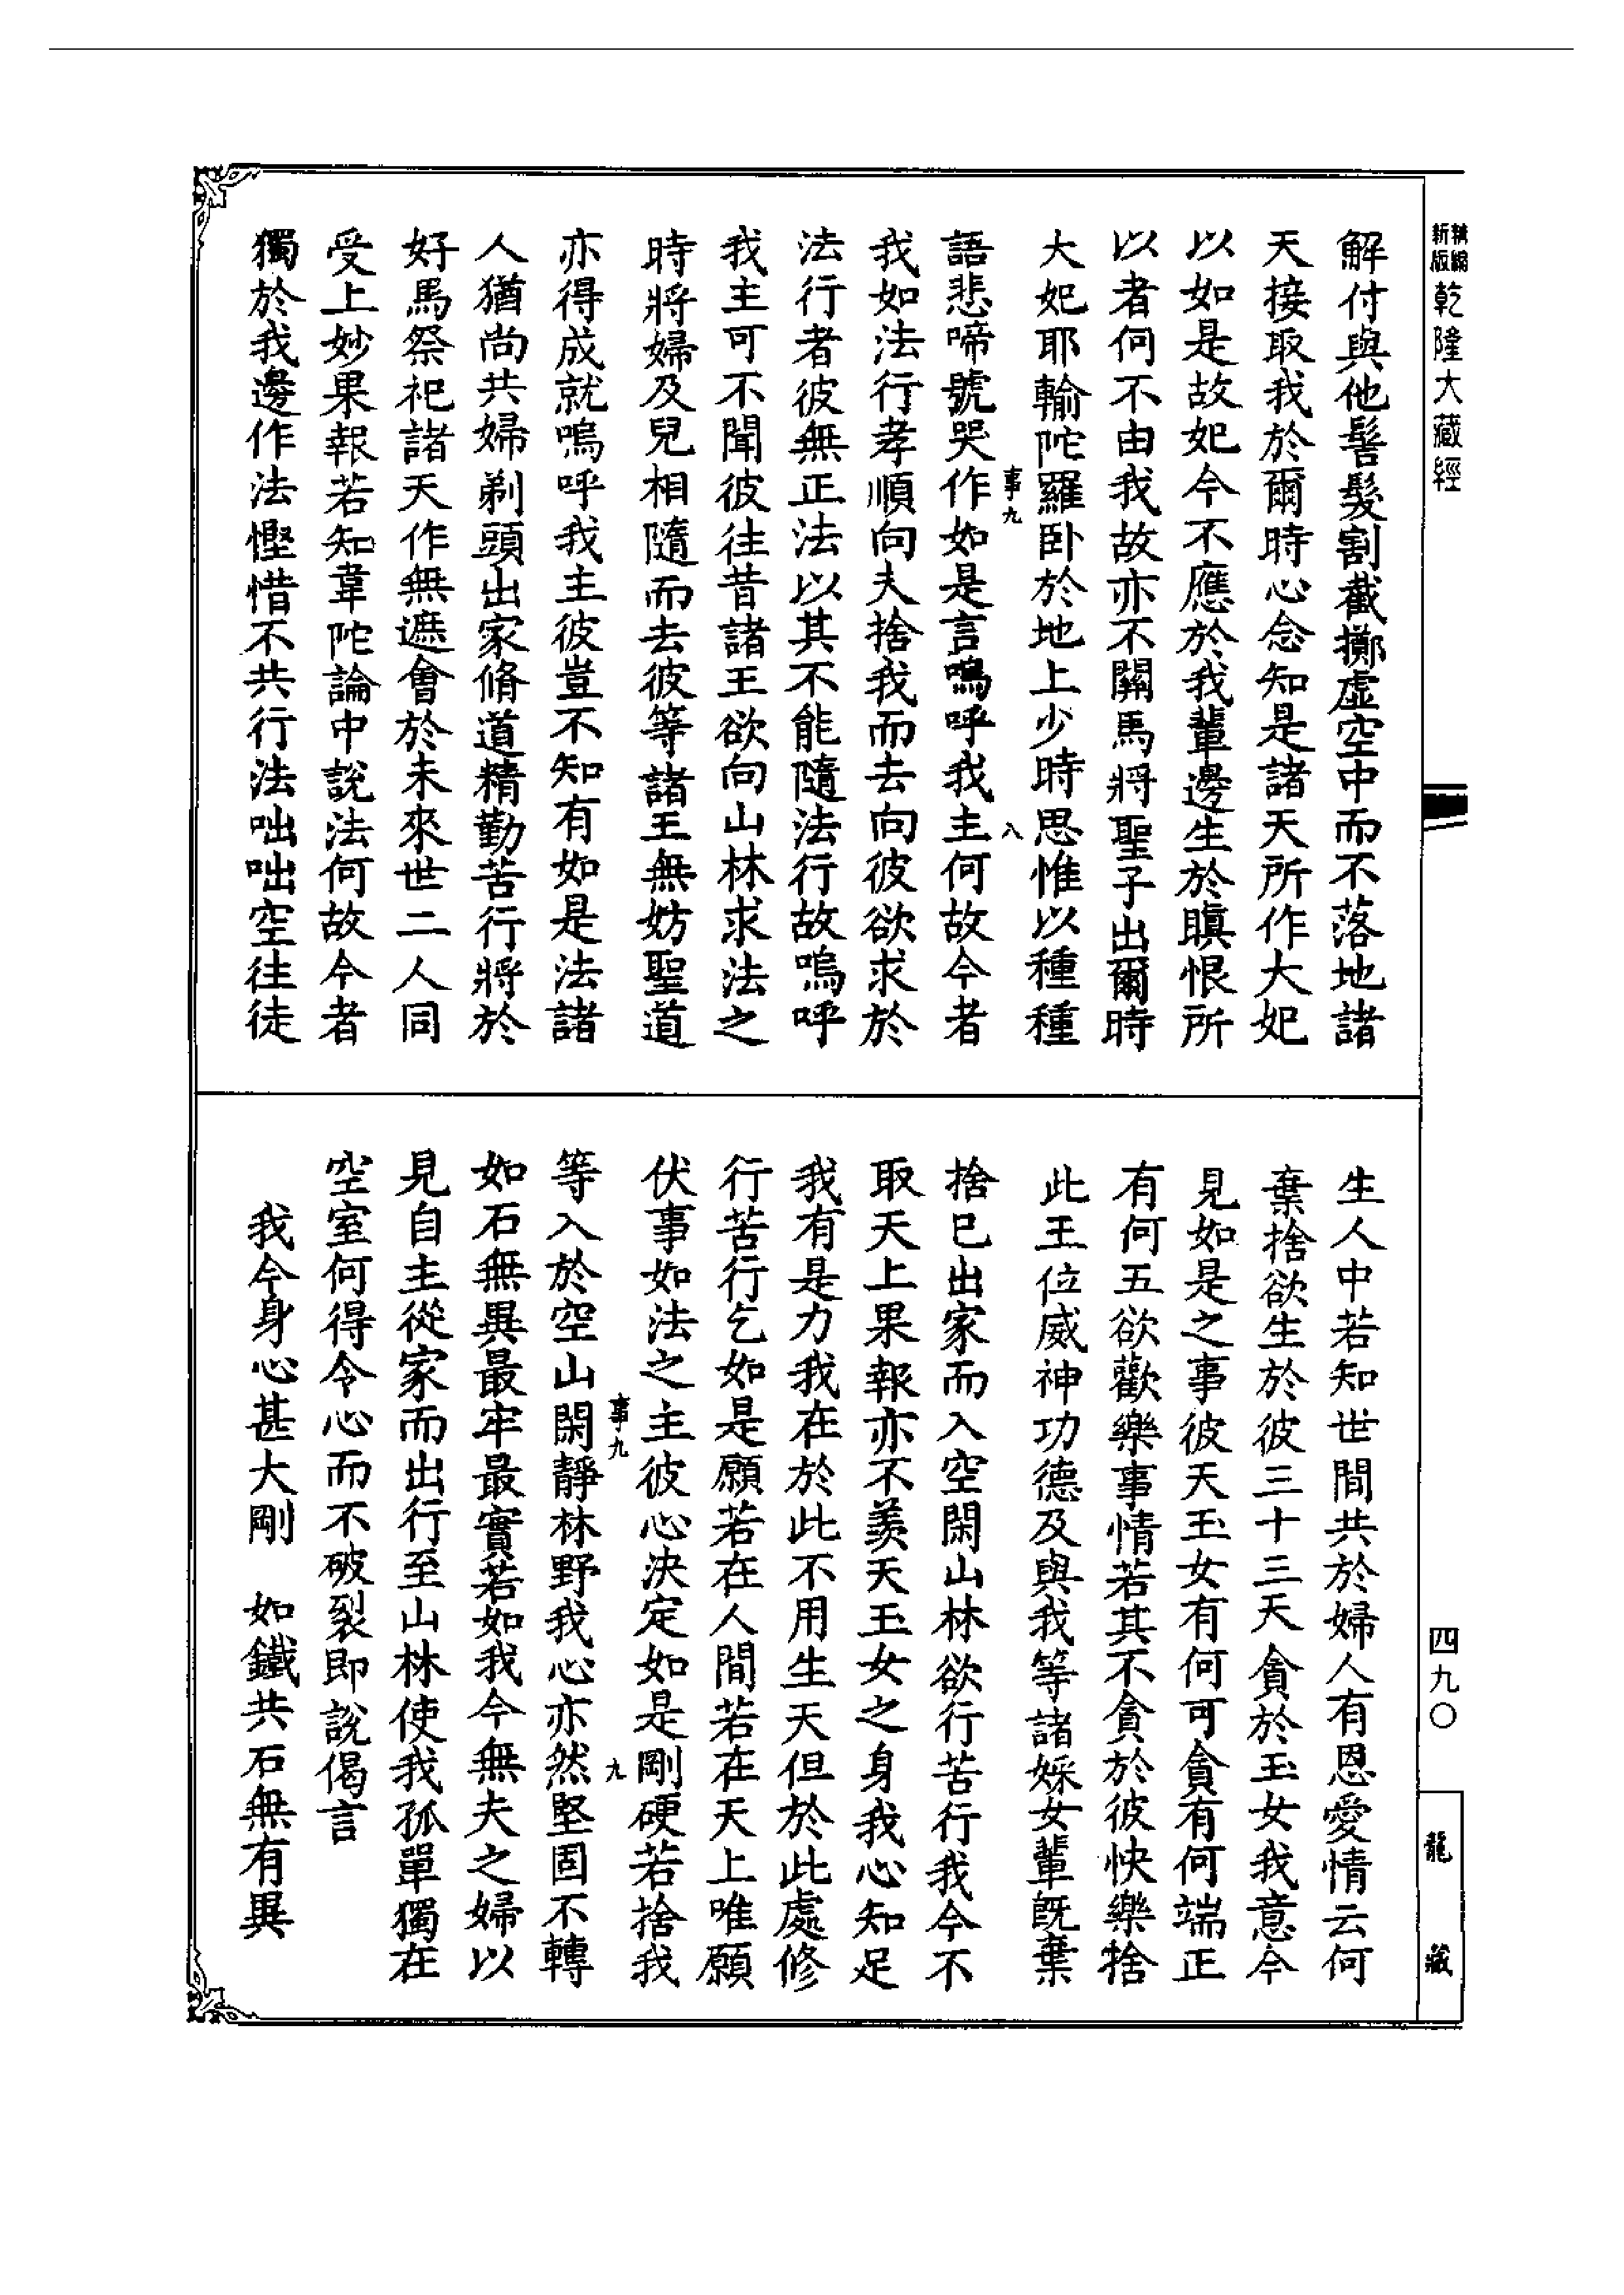 精編新版乾隆大藏經
解付與他髻髮割截擲虛空中而不落地諸
天接取我於爾時心念知是諸天所作大妃
以如是故妃今不應於我輩邊生於瞋恨所
以者何不由我故亦不關馬將聖子出爾時
大妃耶輸陀羅卧於地上少時思惟以種種
事九
八
語悲啼號哭作如是言嗚呼我主何故今者
我如法行孝順向夫捨我而去向彼欲求於
法行者彼無正法以其不能隨法行故嗚呼
我主可不聞彼往昔諸王欲向山林求法之
時將婦及兒相隨而去彼等諸王無妨聖道
亦得成就嗚呼我主彼豈不知有如是法諸
人猶尚共婦剃頭出家脩道精勤苦行將於
好馬祭祀諸天作無遮會於未來世二人同
受上妙果報若知韋陀論中說法何故今者
獨於我邊作法慳惜不共行法咄咄空往徒
生人中若知世間共於婦人有恩愛情云何
棄捨欲生於彼三十三天貪於玉女我意今
見如是之事彼天玉女有何可貪有何端正
有何五欲歡樂事情若其不貪於彼快樂捨
此王位威神功德及與我等諸婇女輩旣棄
捨已出家而入空閑山林欲行苦行我今不
取天上果報亦不羨天玉女之身我心知足
我有是力我在於此不用生天但於此處修
行苦行乞如是願若在人間若在天上唯願
伏事如法之主彼心决定如是剛硬若捨我
事九
九
等入於空山閑靜林野我心亦然堅固不轉
如石無異最牢最實若如我今無夫之婦以
見自主從家而出行至山林使我孤單獨在
空室何得令心而不破裂即說偈言
我今身心甚大剛　如鐵共石無有異
四九〇
龍藏